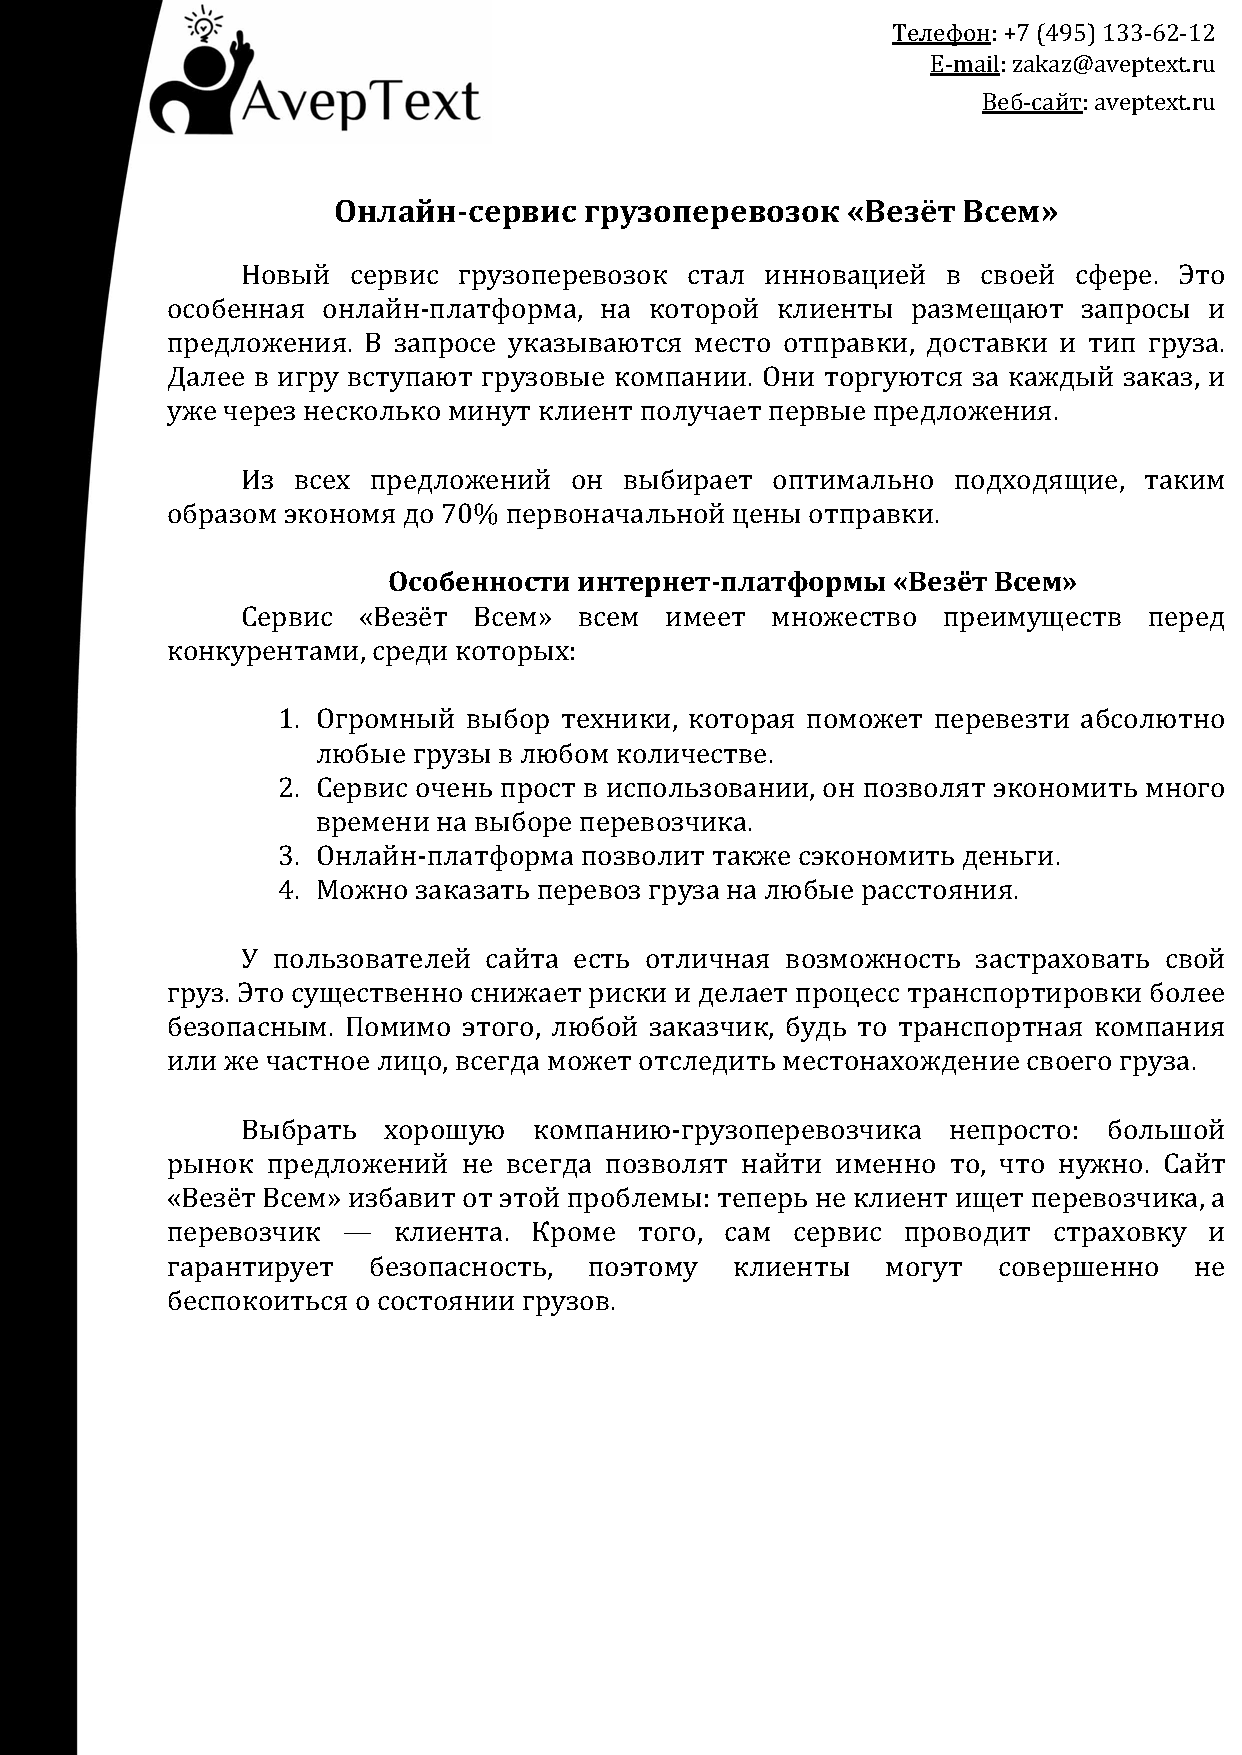 AvepText
Телефон: +7 (495) 133-62-12
E-mail: zakaz@aveptext.ru
Веб-сайт: aveptext.ru
Онлайн-сервис грузоперевозок «Везёт Всем»
Новый сервис грузоперевозок стал инновацией в своей сфере. Это
особенная онлайн-платформа, на которой клиенты размещают запросы и
предложения. В запросе указываются место отправки, доставки и тип груза.
Далее в игру вступают грузовые компании. Они торгуются за каждый заказ, и
уже через несколько минут клиент получает первые предложения.
Из всех предложений он выбирает оптимально подходящие, таким
образом экономя до 70% первоначальной цены отправки.
Особенности интернет-платформы «Везёт Всем»
Сервис «Везёт Всем» всем имеет множество преимуществ перед
конкурентами, среди которых:
1. Огромный выбор техники, которая поможет перевезти абсолютно
любые грузы в любом количестве.
2. Сервис очень прост в использовании, он позволят экономить много
времени на выборе перевозчика.
3. Онлайн-платформа позволит также сэкономить деньги.
4. Можно заказать перевоз груза на любые расстояния.
У пользователей сайта есть отличная возможность застраховать свой
груз. Это существенно снижает риски и делает процесс транспортировки более
безопасным. Помимо этого, любой заказчик, будь то транспортная компания
или же частное лицо, всегда может отследить местонахождение своего груза.
Выбрать хорошую компанию-грузоперевозчика непросто: большой
рынок предложений не всегда позволят найти именно то, что нужно. Сайт
«Везёт Всем» избавит от этой проблемы: теперь не клиент ищет перевозчика, а
перевозчик — клиента. Кроме того, сам сервис проводит страховку и
гарантирует безопасность, поэтому клиенты могут совершенно не
беспокоиться о состоянии грузов.